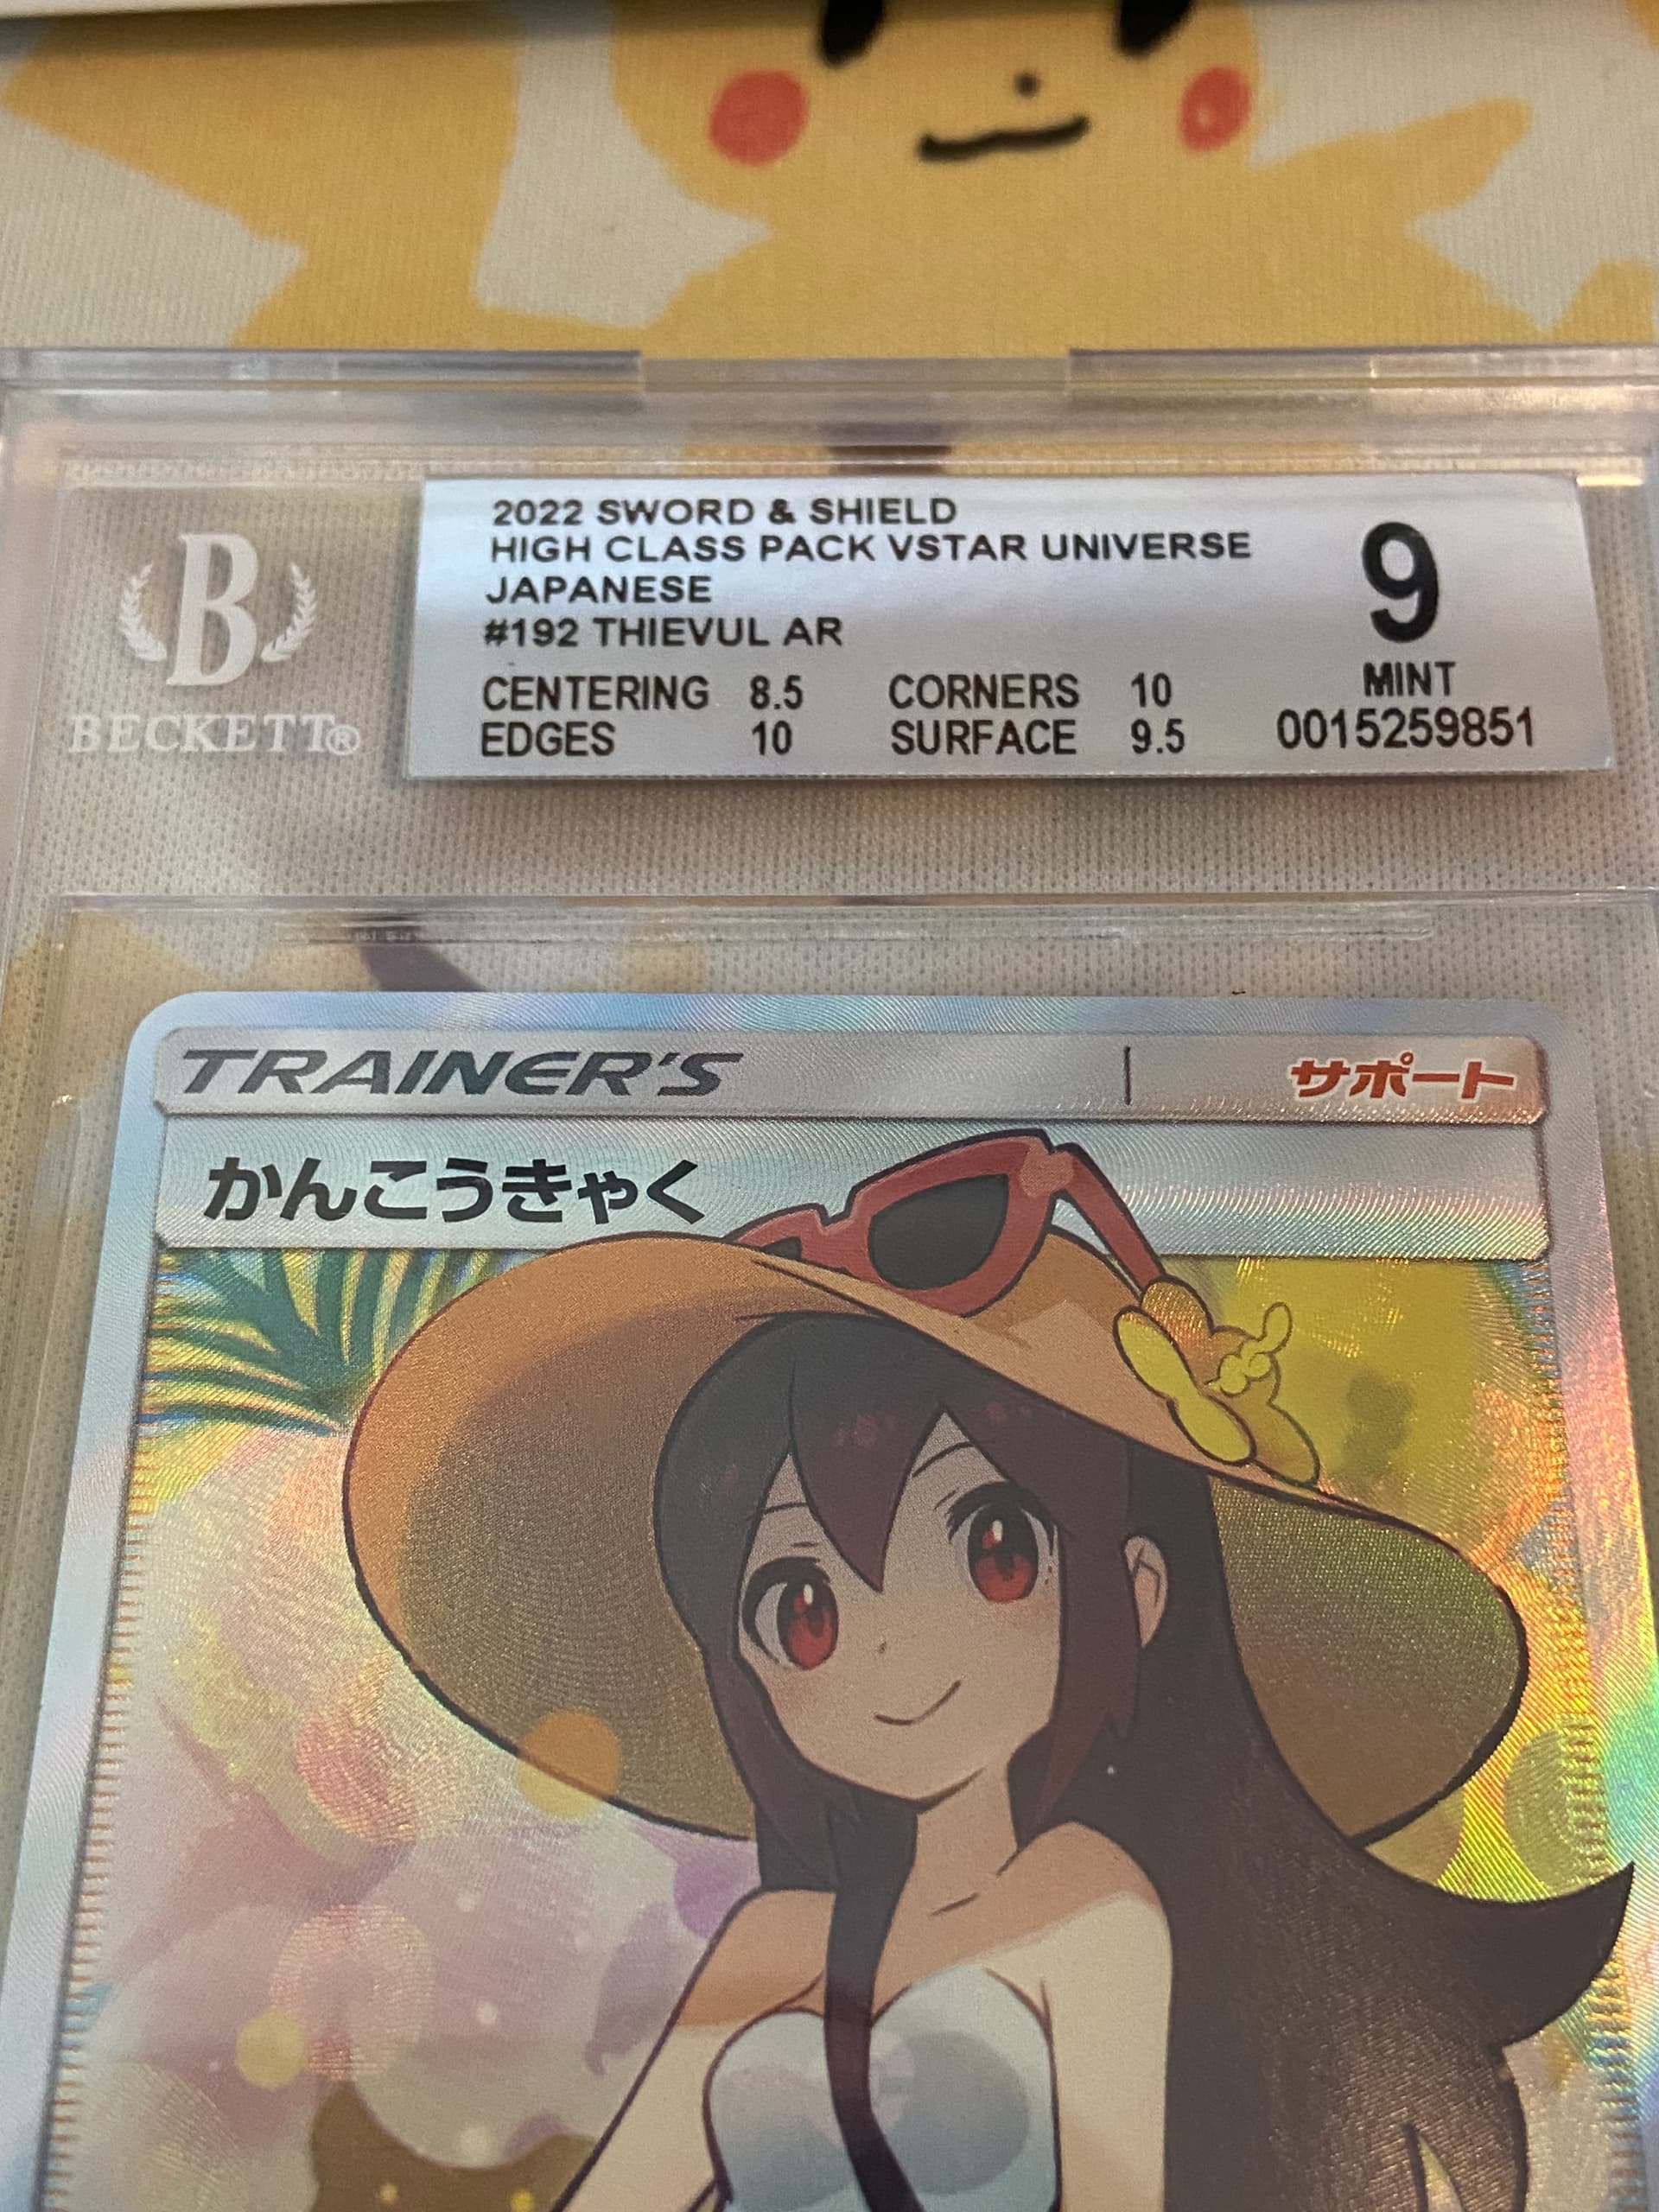 B
BECKETT®
2022 SWORD & SHIELD
HIGH CLASS PACK VSTAR UNIVERSE
JAPANESE
#192 THIEVUL AR
CENTERING 8.5 CORNERS 10
EDGES 10 SURFACE 9.5
9
MINT
0015259851
TRAINER'S サポート
かんこうきゃく